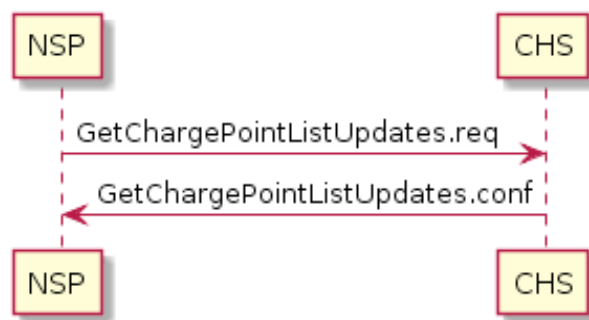 NSP
CHS
GetChargePointListUpdates.req
GetChargePointListUpdates.conf
NSP
CHS